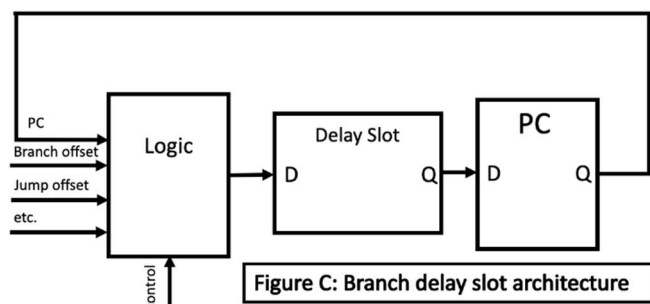 PC
Branch offset
Jump offset
etc.
Logic
ontrol
Delay Slot
D
Q
PC
D
Q
Figure C: Branch delay slot architecture